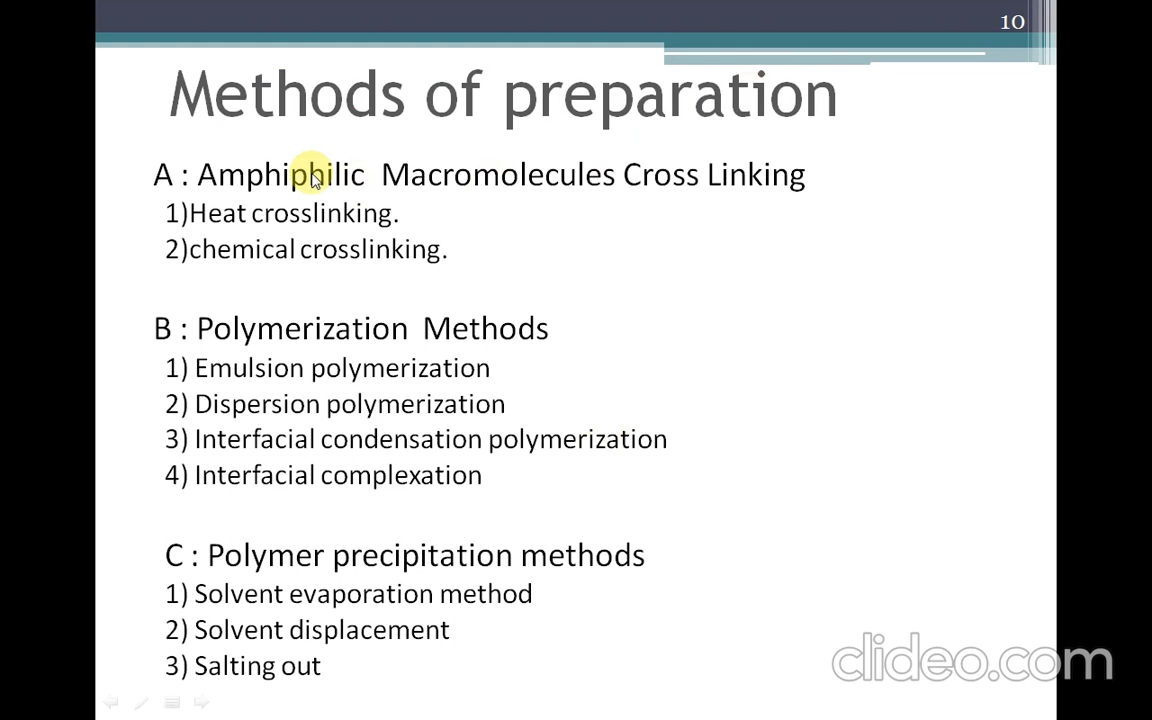 10
Methods of preparation
A : Amphiphilic Macromolecules Cross Linking
1)Heat crosslinking.
2)chemical crosslinking.
B : Polymerization Methods
1) Emulsion polymerization
2) Dispersion polymerization
3) Interfacial condensation polymerization
4) Interfacial complexation
C : Polymer precipitation methods
1) Solvent evaporation method
2) Solvent displacement
3) Salting out
clideo.com